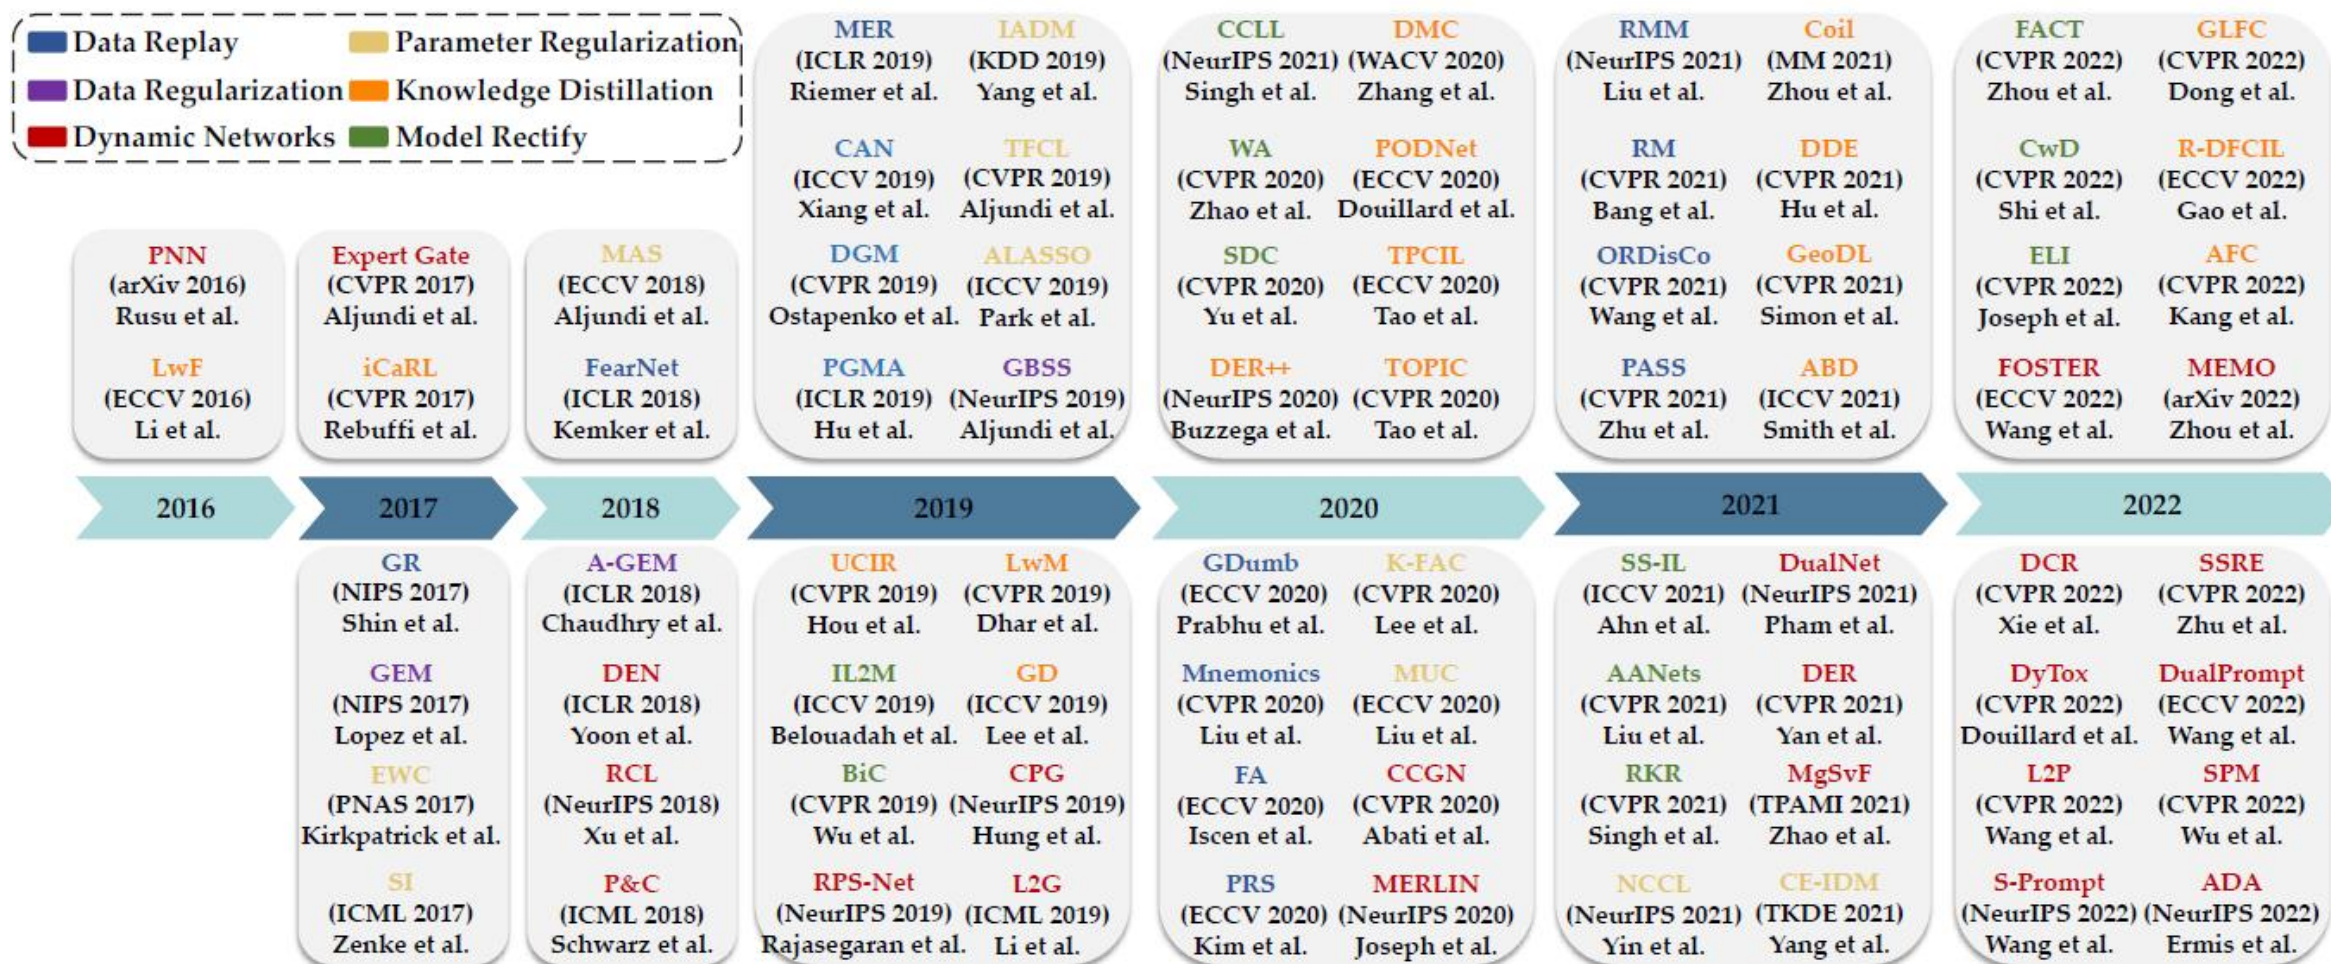 Data Replay
Parameter Regularization
Data Regularization
Knowledge Distillation
Dynamic Networks
Model Rectify
PNN
(arXiv 2016)
Rusu et al.
LwF
(ECCV 2016)
Li et al.
Expert Gate
(CVPR 2017)
Aljundi et al.
iCaRL
(CVPR 2017)
Rebuffi et al.
MAS
(ECCV 2018)
Aljundi et al.
FearNet
(ICLR 2018)
Kemker et al.
MER
(ICLR 2019)
Riemer et al.
IADM
(KDD 2019)
Yang et al.
CAN
(ICCV 2019)
Xiang et al.
TFCL
(CVPR 2019)
Aljundi et al.
DGM
(CVPR 2019)
Ostapenko et al.
ALASSO
(ICCV 2019)
Park et al.
PGMA
(ICLR 2019)
Hu et al.
GBSS
(NeurIPS 2019)
Aljundi et al.
CCLL
(NeurIPS 2021)
Singh et al.
DMC
(WACV 2020)
Zhang et al.
WA
(CVPR 2020)
Zhao et al.
PODNet
(ECCV 2020)
Douillard et al.
SDC
(CVPR 2020)
Yu et al.
TPCIL
(ECCV 2020)
Tao et al.
DER++
(NeurIPS 2020)
Buzzega et al.
TOPIC
(CVPR 2020)
Tao et al.
RMM
(NeurIPS 2021)
Liu et al.
Coil
(MM 2021)
Zhou et al.
RM
(CVPR 2021)
Bang et al.
DDE
(CVPR 2021)
Hu et al.
ORDisCo
(CVPR 2021)
Wang et al.
GeoDL
(CVPR 2021)
Simon et al.
PASS
(CVPR 2021)
Zhu et al.
ABD
(ICCV 2021)
Smith et al.
FACT
(CVPR 2022)
Zhou et al.
GLFC
(CVPR 2022)
Dong et al.
CwD
(CVPR 2022)
Shi et al.
R-DFCIL
(ECCV 2022)
Gao et al.
ELI
(CVPR 2022)
Joseph et al.
AFC
(CVPR 2022)
Kang et al.
FOSTER
(ECCV 2022)
Wang et al.
MEMO
(arXiv 2022)
Zhou et al.
2016
2017
2018
2019
2020
2021
2022
GR
(NIPS 2017)
Shin et al.
GEM
(NIPS 2017)
Lopez et al.
EWC
(PNAS 2017)
Kirkpatrick et al.
SI
(ICML 2017)
Zenke et al.
A-GEM
(ICLR 2018)
Chaudhry et al.
DEN
(ICLR 2018)
Yoon et al.
RCL
(NeurIPS 2018)
Xu et al.
P&C
(ICML 2018)
Schwarz et al.
UCIR
(CVPR 2019)
Hou et al.
LwM
(CVPR 2019)
Dhar et al.
IL2M
(ICCV 2019)
Belouadah et al.
GD
(ICCV 2019)
Lee et al.
BiC
(CVPR 2019)
Wu et al.
CPG
(NeurIPS 2019)
Hung et al.
RPS-Net
(NeurIPS 2019)
Rajasegaran et al.
L2G
(ICML 2019)
Li et al.
GDumb
(ECCV 2020)
Prabhu et al.
K-FAC
(CVPR 2020)
Lee et al.
Mnemonics
(CVPR 2020)
Liu et al.
MUC
(ECCV 2020)
Liu et al.
FA
(ECCV 2020)
Iscen et al.
CCGN
(CVPR 2020)
Abati et al.
PRS
(ECCV 2020)
Kim et al.
MERLIN
(NeurIPS 2020)
Joseph et al.
SS-IL
(ICCV 2021)
Ahn et al.
DualNet
(NeurIPS 2021)
Pham et al.
AANets
(CVPR 2021)
Liu et al.
DER
(CVPR 2021)
Yan et al.
RKR
(CVPR 2021)
Singh et al.
MgSvF
(TPAMI 2021)
Zhao et al.
NCCL
(NeurIPS 2021)
Yin et al.
CE-IDM
(TKDE 2021)
Yang et al.
DCR
(CVPR 2022)
Xie et al.
SSRE
(CVPR 2022)
Zhu et al.
DyTox
(CVPR 2022)
Douillard et al.
DualPrompt
(ECCV 2022)
Wang et al.
L2P
(CVPR 2022)
Wang et al.
SPM
(CVPR 2022)
Wu et al.
S-Prompt
(NeurIPS 2022)
Wang et al.
ADA
(NeurIPS 2022)
Ermis et al.